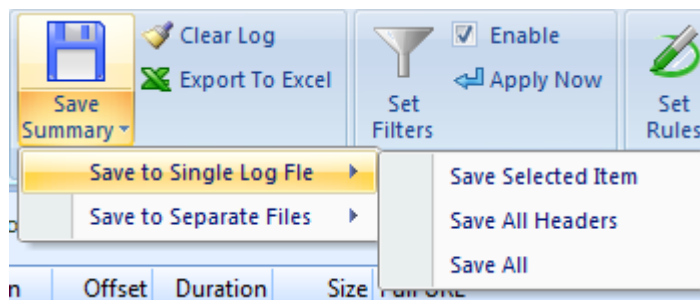 Clear Log
Export To Excel
Save
Summary
Enable
Apply Now
Set
Filters
Set
Rules
Save to Single Log Fle
Save to Separate Files
Save Selected Item
Save All Headers
Save All
Offset
Duration
Size